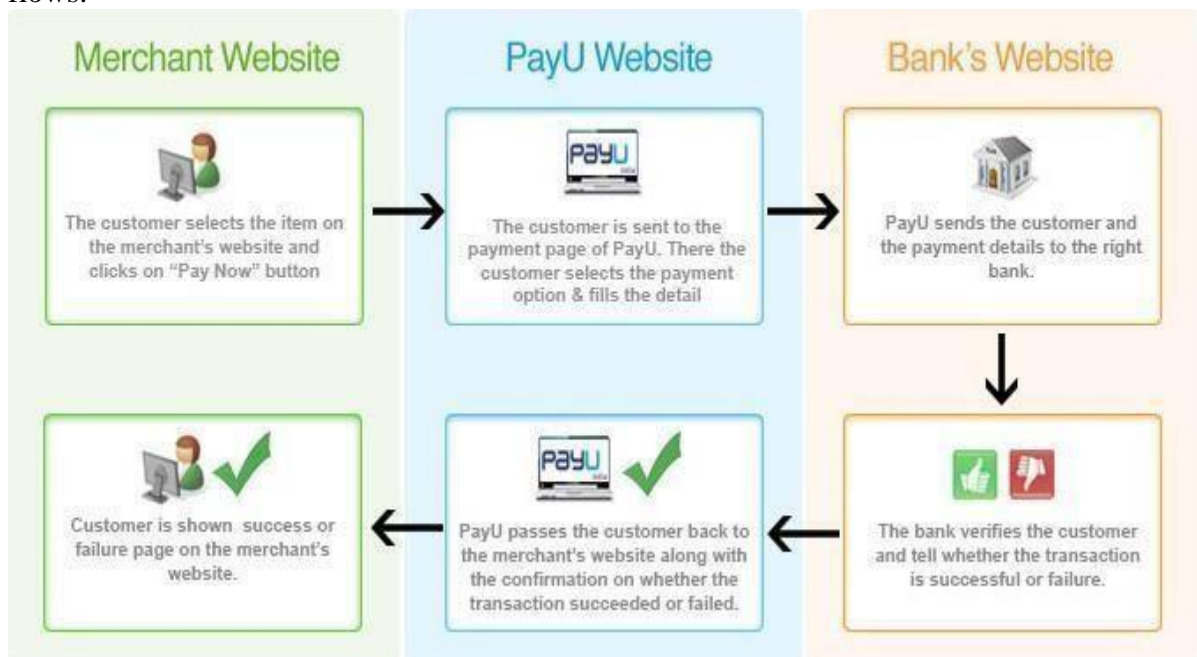 flows:
Merchant Website
PayU Website
Bank's Website
The customer selects the item on
the merchant's website and
clicks on "Pay Now" button
PayU
The customer is sent to the
payment page of PayU. There the
customer selects the payment
option & fills the detail
PayU sends the customer and
the payment details to the right
bank.
Customer is shown success or
failure page on the merchant's
website.
PayU
PayU passes the customer back to
the merchant's website along with
the confirmation on whether the
transaction succeeded or failed.
The bank verifies the customer
and tell whether the transaction
is successful or failure.